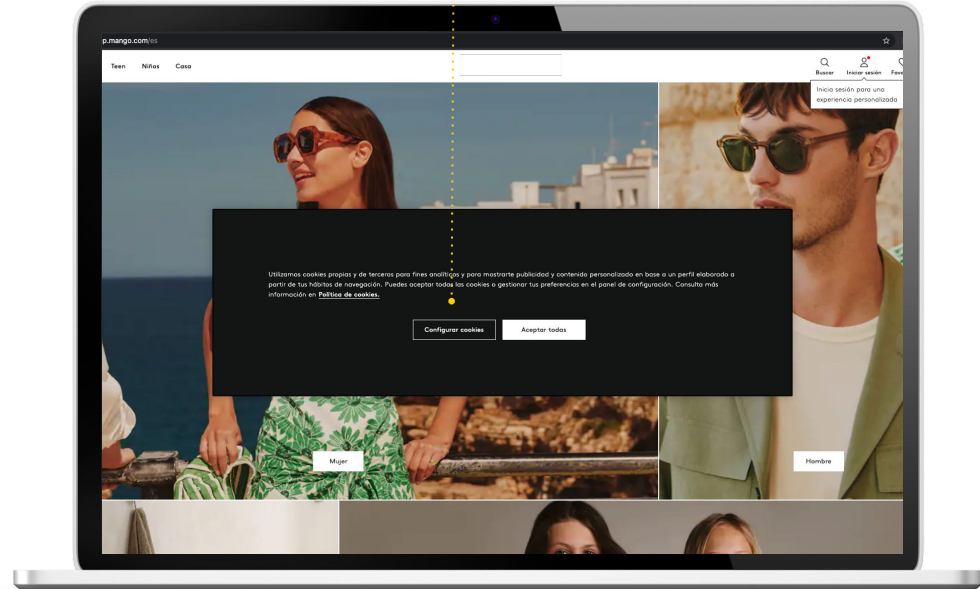 p.mango.com/es
Teen Niños Casa
Buscar Iniciar sesión Fave
Inicia sesión para una
experiencia personalizada
Utilizamos cookies propias y de terceros para fines analíticos y para mostrarte publicidad y contenido personalizado en base a un perfil elaborado a
partir de tus hábitos de navegación. Puedes aceptar todas las cookies o gestionar tus preferencias en el panel de configuración. Consulta más
información en Política de cookies.
Configurar cookies Aceptar todas
Mujer Hombre